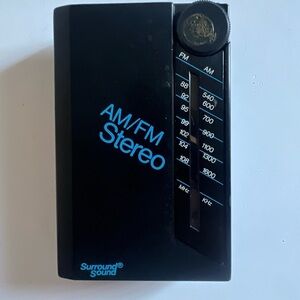 FM AM
88 540
92 600
95 700
99 900
102 1100
104 1300
108 1600
MHz KHz
AM/FM
Stereo
Surround®
Sound